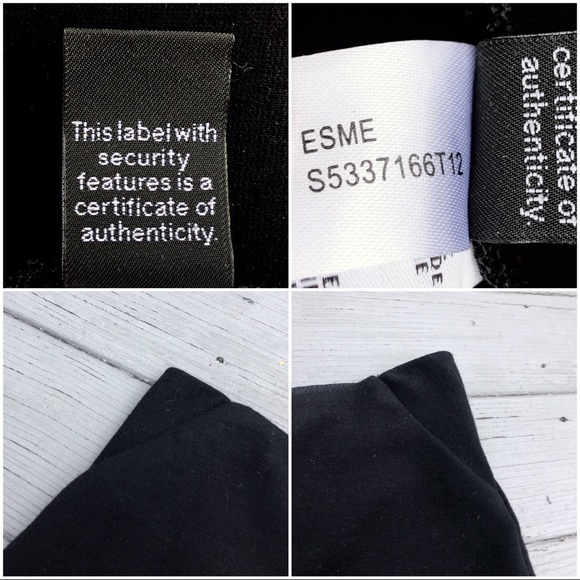 This label with
security
features is a
certificate of
authenticity.
ESME
S5337166T12
certificate of
authenticity.